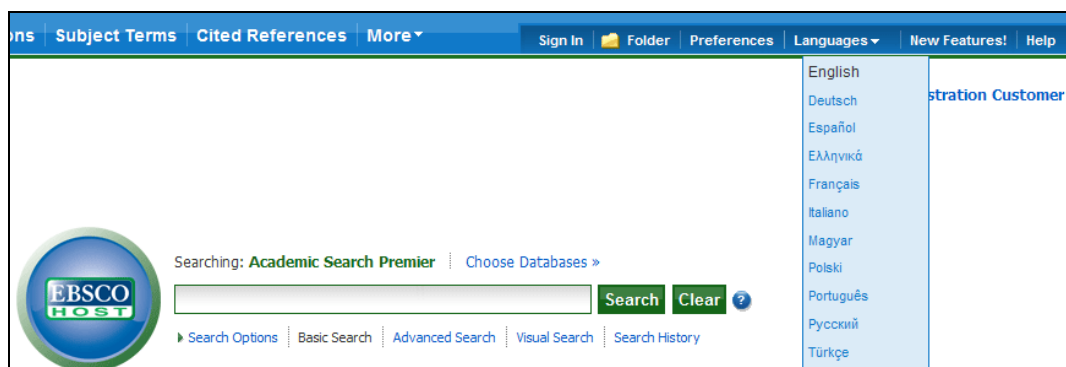 ons Subject Terms Cited References More
Sign In Folder Preferences Languages New Features! Help
English
Deutsch
Español
Ελληνικά
Français
Italiano
Magyar
Polski
Português
Русский
Türkçe
stration Customer
Searching: Academic Search Premier Choose Databases »
EBSCO
HOST
Search Clear ?
Search Options Basic Search Advanced Search Visual Search Search History